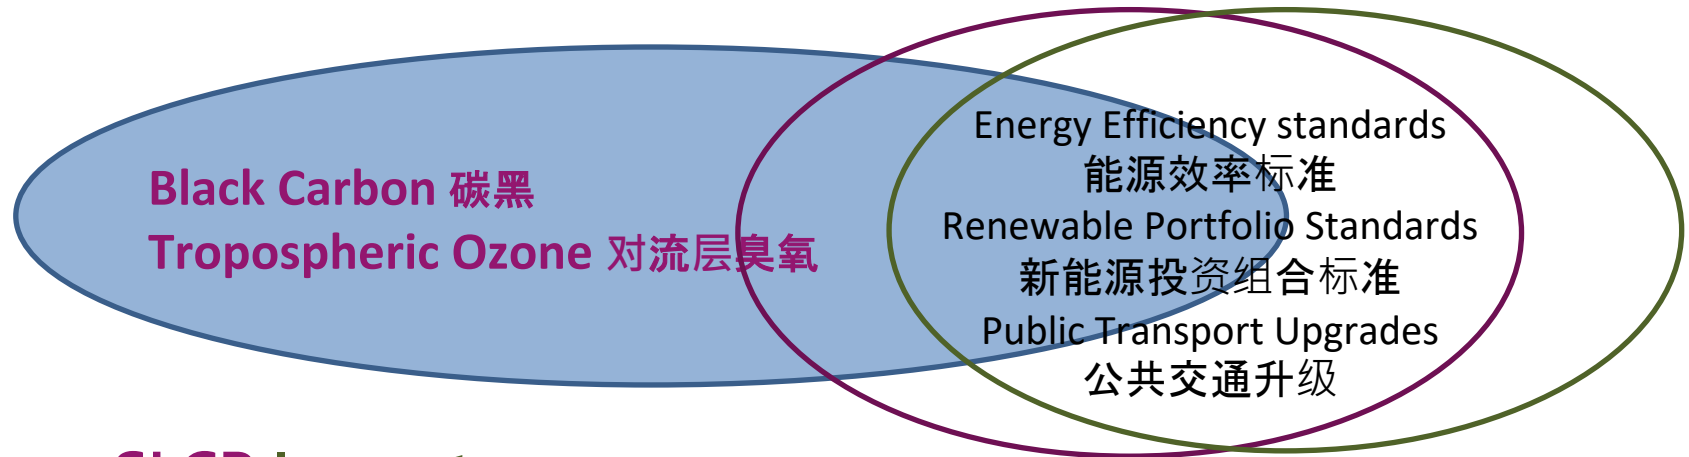 Energy Efficiency standards
能源效率标准
Black Carbon 碳黑
Renewable Portfolio Standards
Tropospheric Ozone 对流层臭氧
新能源投资组合标准
Public Transport Upgrades
公共交通升级